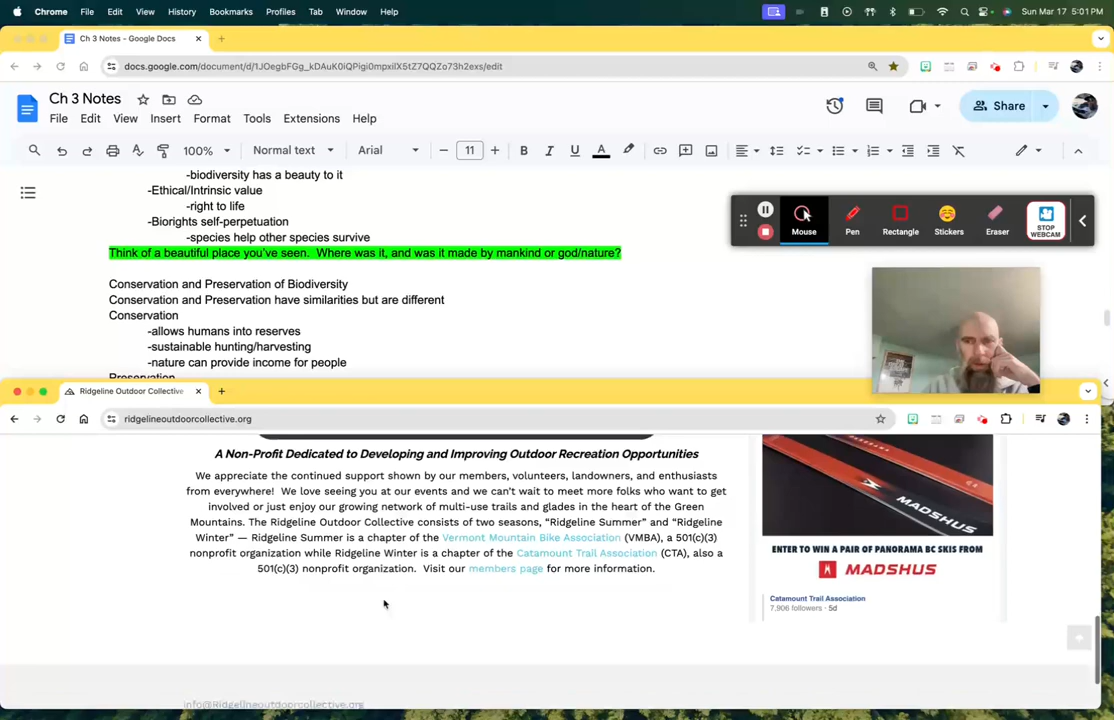 Chrome File Edit View History Bookmarks Profiles Tab Window Help Sun Mar 17 5:01 PM
Ch 3 Notes - Google Docs
docs.google.com/document/d/1JOegbFGg_kDAuK0iQPigi0mpxilX5tZ7QQZo73h2exs/edit
Ch 3 Notes
File Edit View Insert Format Tools Extensions Help
Share
100% Normal text Arial 11
-biodiversity has a beauty to it
-Ethical/Intrinsic value
-right to life
-Biorights self-perpetuation
-species help other species survive
Think of a beautiful place you've seen. Where was it, and was it made by mankind or god/nature?
Conservation and Preservation of Biodiversity
Conservation and Preservation have similarities but are different
Conservation
-allows humans into reserves
-sustainable hunting/harvesting
-nature can provide income for people
Preservation
Mouse Pen Rectangle Stickers Eraser STOP
WEBCAM
Ridgeline Outdoor Collective
ridgelineoutdoorcollective.org
A Non-Profit Dedicated to Developing and Improving Outdoor Recreation Opportunities
We appreciate the continued support shown by our members, volunteers, landowners, and enthusiasts
from everywhere! We love seeing you at our events and we can't wait to meet more folks who want to get
involved or just enjoy our growing network of multi-use trails and glades in the heart of the Green
Mountains. The Ridgeline Outdoor Collective consists of two seasons, "Ridgeline Summer" and "Ridgeline
Winter" — Ridgeline Summer is a chapter of the Vermont Mountain Bike Association (VMBA), a 501(c)(3)
nonprofit organization while Ridgeline Winter is a chapter of the Catamount Trail Association (CTA), also a
501(c)(3) nonprofit organization. Visit our members page for more information.
MADSHUS
ENTER TO WIN A PAIR OF PANORAMA BC SKIS FROM
MADSHUS
Catamount Trail Association
7,906 followers · 5d
info@Ridgelineoutdoorcollective.org